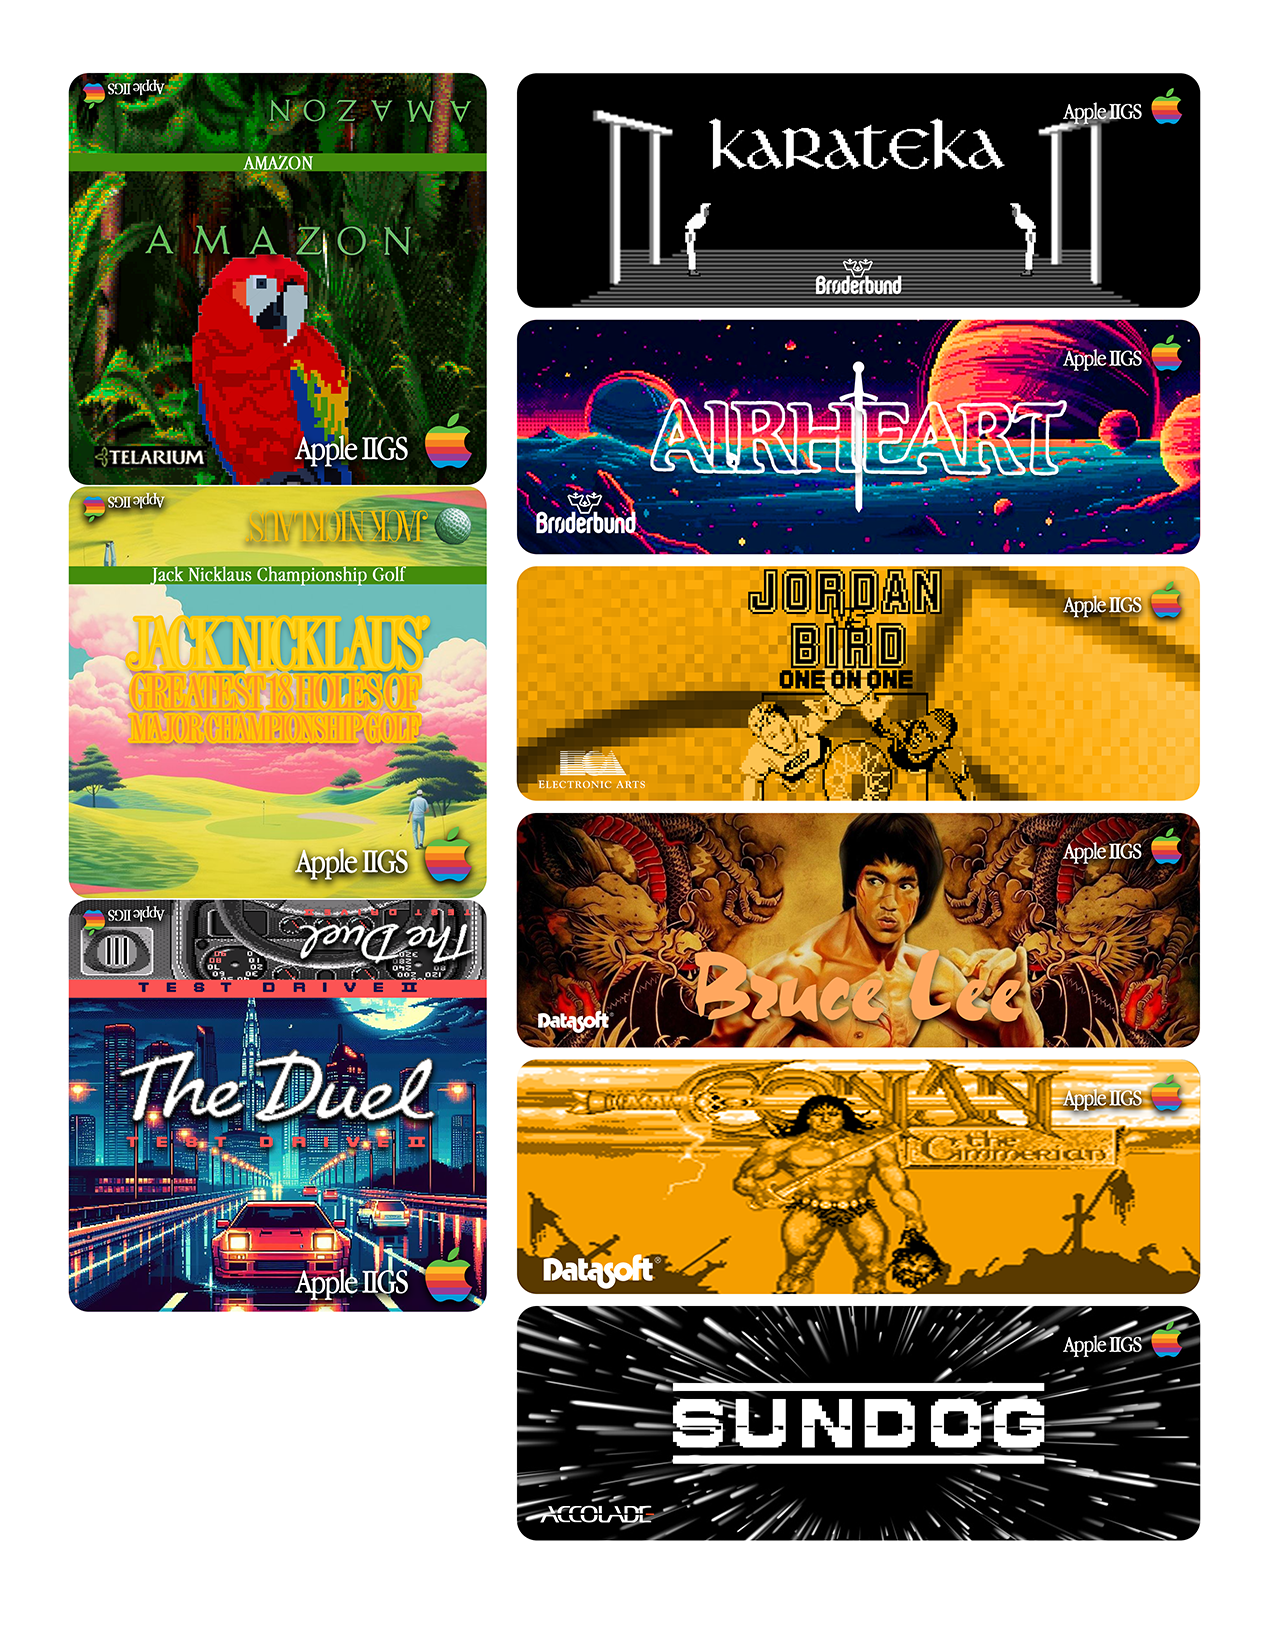 Apple IIGS
AMAZON
AMAZON
AMAZON
TELARIUM
Apple IIGS
Apple IIGS
JACK NICKLAUS'
Jack Nicklaus Championship Golf
JACK NICKLAUS'
GREATEST 18 HOLES OF
MAJOR CHAMPIONSHIP GOLF
Apple IIGS
Apple IIGS
TEST DRIVE II
The Duel
TEST DRIVE II
The Duel
TEST DRIVE II
Apple IIGS
Apple IIGS
KARATEKA
Brøderbund
Apple IIGS
AIRHEART
Brøderbund
JORDAN
VS
BIRD
ONE ON ONE
Apple IIGS
ELECTRONIC ARTS
Apple IIGS
Bruce Lee
Datasoft
CONAN
Apple IIGS
the
Cimmerian
Datasoft®
Apple IIGS
SUNDOG
ACCOLADE